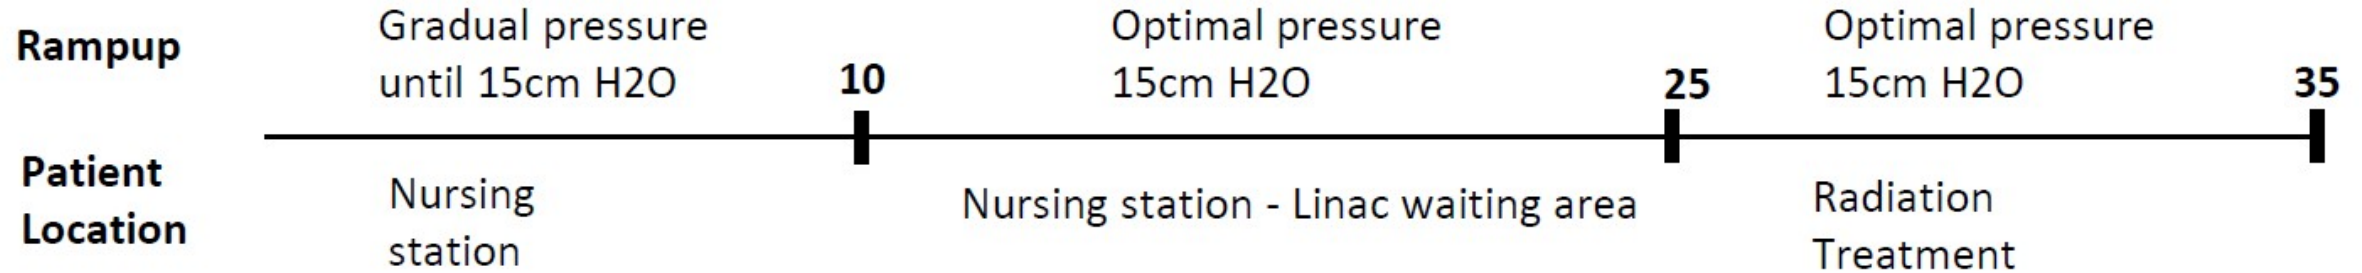 Rampup
Gradual pressure
until 15cm H2O
10
Optimal pressure
15cm H2O
25
Optimal pressure
15cm H2O
35
Patient
Location
Nursing
station
Nursing station - Linac waiting area
Radiation
Treatment